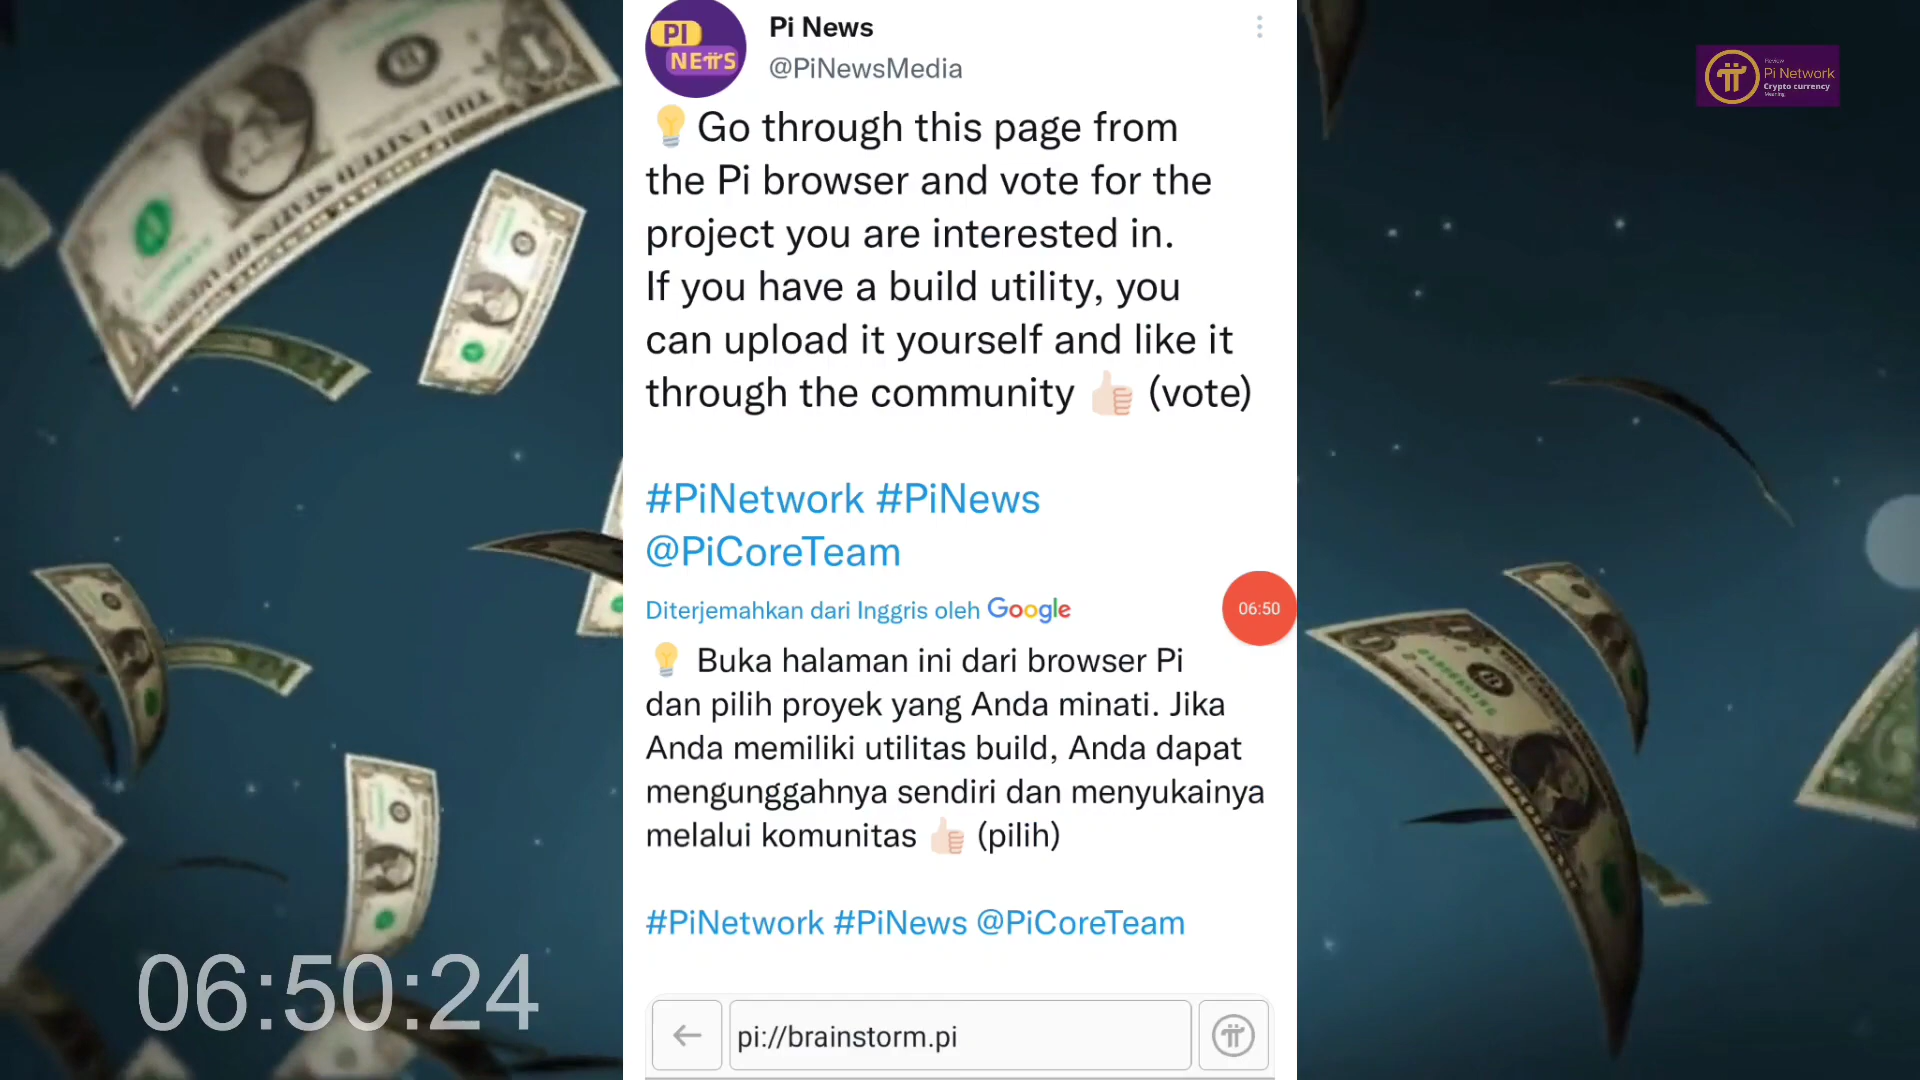 PI
NEWS
Pi News
@PiNewsMedia
Go through this page from
the Pi browser and vote for the
project you are interested in.
If you have a build utility, you
can upload it yourself and like it
through the community 👍🏻 (vote)
#PiNetwork #PiNews
@PiCoreTeam
Diterjemahkan dari Inggris oleh Google
06:50
Buka halaman ini dari browser Pi
dan pilih proyek yang Anda minati. Jika
Anda memiliki utilitas build, Anda dapat
mengunggahnya sendiri dan menyukainya
melalui komunitas 👍🏻 (pilih)
#PiNetwork #PiNews @PiCoreTeam
pi://brainstorm.pi
06:50:24
Review
Pi Network
Crypto currency